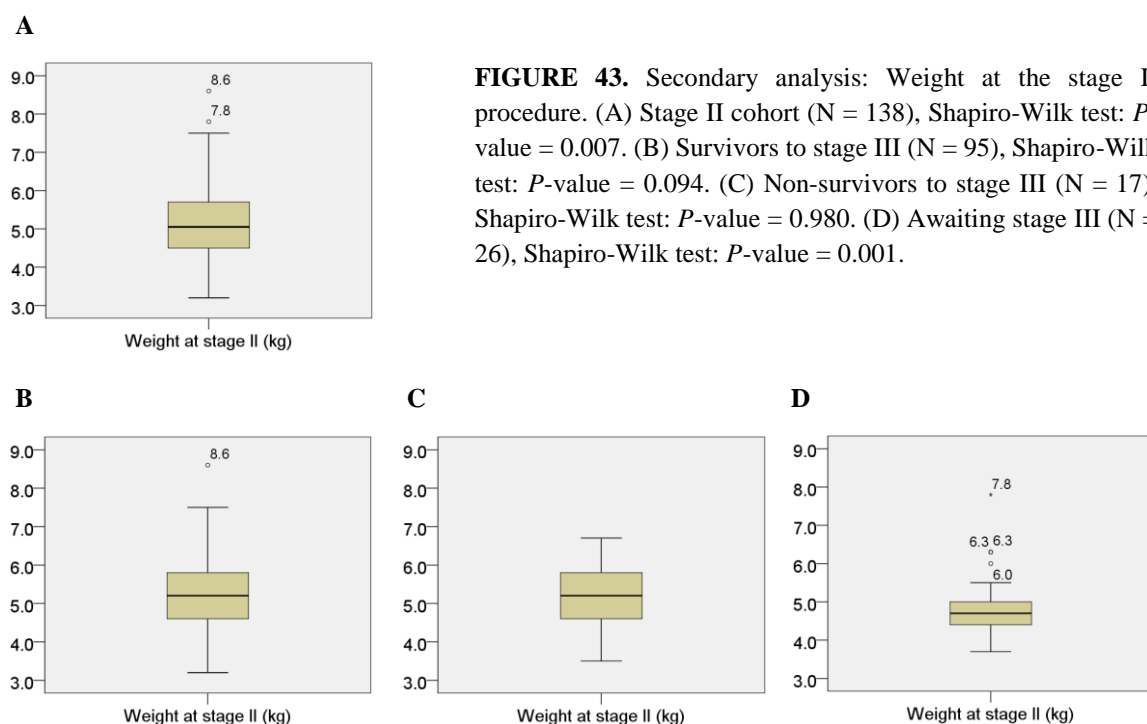 A
9.0
8.0
7.0
6.0
5.0
4.0
3.0
8.6
7.8
Weight at stage II (kg)
FIGURE 43. Secondary analysis: Weight at the stage I
procedure. (A) Stage II cohort (N = 138), Shapiro-Wilk test: P
value = 0.007. (B) Survivors to stage III (N = 95), Shapiro-Wilk
test: P-value = 0.094. (C) Non-survivors to stage III (N = 17)
Shapiro-Wilk test: P-value = 0.980. (D) Awaiting stage III (N =
26), Shapiro-Wilk test: P-value = 0.001.
B
9.0
8.0
7.0
6.0
5.0
4.0
3.0
8.6
Weight at stage II (kg)
C
9.0
8.0
7.0
6.0
5.0
4.0
3.0
Weight at stage II (kg)
D
9.0
8.0
7.0
6.0
5.0
4.0
3.0
7.8
6.3 6.3
6.0
Weight at stage II (kg)